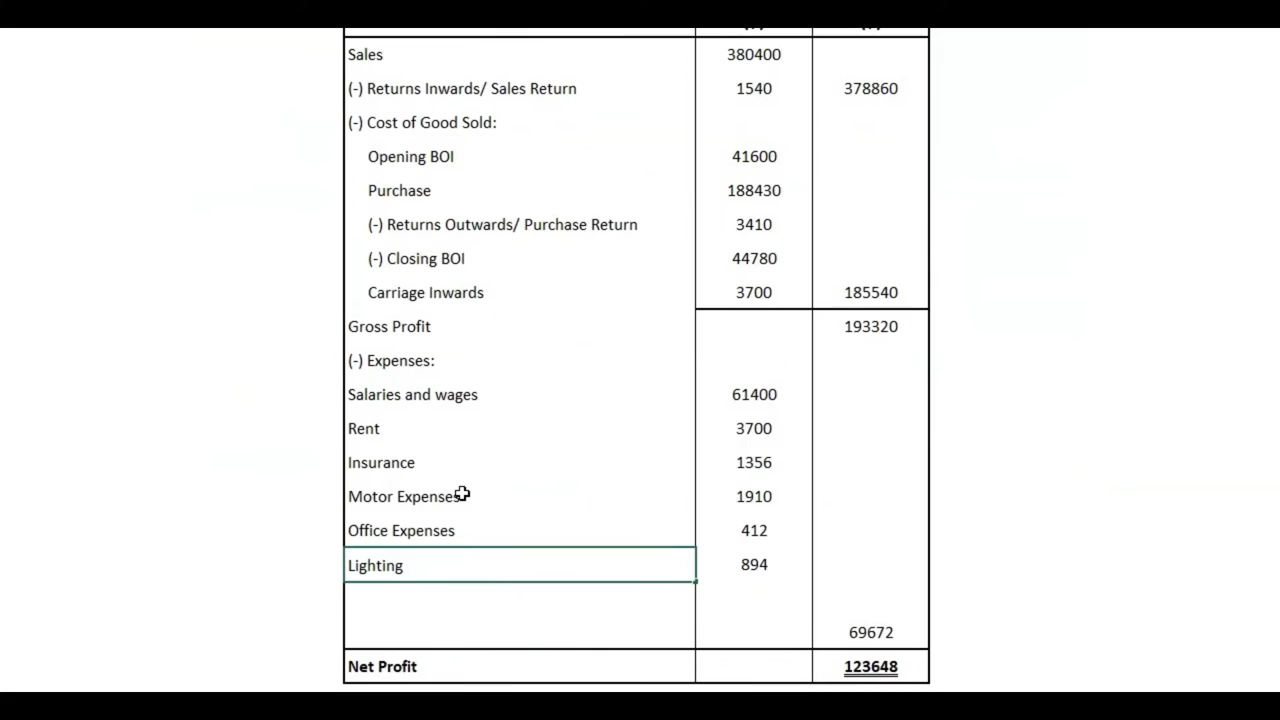 Sales 380400
(-) Returns Inwards/ Sales Return 1540 378860
(-) Cost of Good Sold:
Opening BOI 41600
Purchase 188430
(-) Returns Outwards/ Purchase Return 3410
(-) Closing BOI 44780
Carriage Inwards 3700 185540
Gross Profit 193320
(-) Expenses:
Salaries and wages 61400
Rent 3700
Insurance 1356
Motor Expenses 1910
Office Expenses 412
Lighting 894
69672
Net Profit 123648